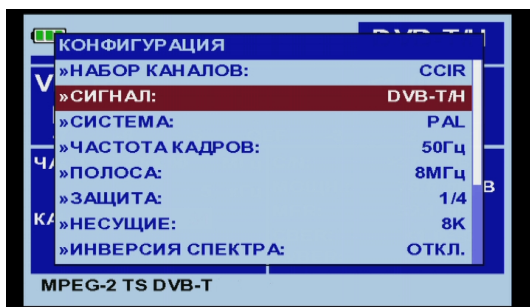 КОНФИГУРАЦИЯ
»НАБОР КАНАЛОВ: CCIR
»СИГНАЛ: DVB-T/H
»СИСТЕМА: PAL
»ЧАСТОТА КАДРОВ: 50Гц
»ПОЛОСА: 8МГц
»ЗАЩИТА: 1/4
»НЕСУЩИЕ: 8K
»ИНВЕРСИЯ СПЕКТРА: ОТКЛ.
MPEG-2 TS DVB-T